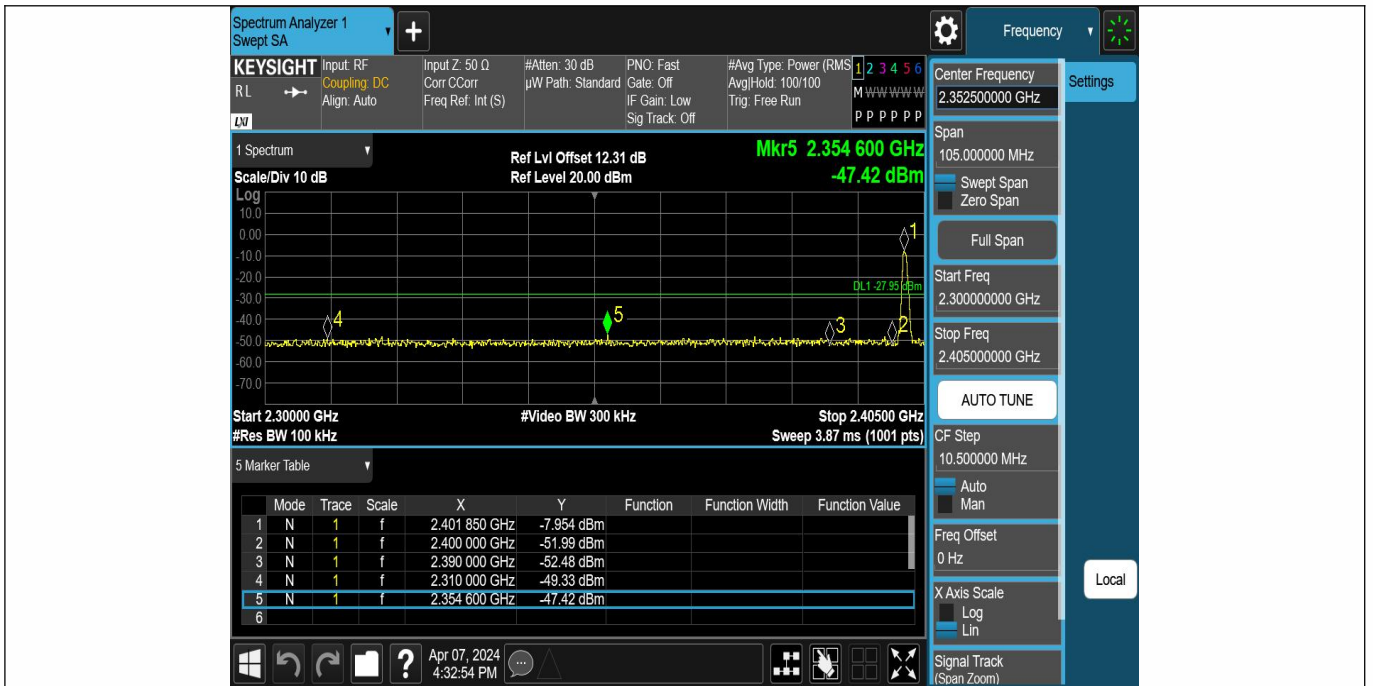 Spectrum Analyzer 1
Swept SA
+
Frequency
KEYSIGHT
RL
LXI
Input: RF
Coupling: DC
Align: Auto
Input Z: 50 Ω
Corr CCorr
Freq Ref: Int (S)
#Atten: 30 dB
µW Path: Standard
PNO: Fast
Gate: Off
IF Gain: Low
Sig Track: Off
#Avg Type: Power (RMS
Avg|Hold: 100/100
Trig: Free Run
1 2 3 4 5 6
M W W W W W
P P P P P P
1 Spectrum
Scale/Div 10 dB
Ref Lvl Offset 12.31 dB
Ref Level 20.00 dBm
Mkr5 2.354 600 GHz
-47.42 dBm
Log
10.0
0.00
-10.0
-20.0
-30.0
-40.0
-50.0
-60.0
-70.0
1
DL1 -27.95 dBm
4
5
3
2
Start 2.30000 GHz
#Video BW 300 kHz
Stop 2.40500 GHz
#Res BW 100 kHz
Sweep 3.87 ms (1001 pts)
5 Marker Table
Mode Trace Scale X Y Function Function Width Function Value
1 N 1 f 2.401 850 GHz -7.954 dBm
2 N 1 f 2.400 000 GHz -51.99 dBm
3 N 1 f 2.390 000 GHz -52.48 dBm
4 N 1 f 2.310 000 GHz -49.33 dBm
5 N 1 f 2.354 600 GHz -47.42 dBm
6
?
Apr 07, 2024
4:32:54 PM
Center Frequency
2.352500000 GHz
Settings
Span
105.000000 MHz
Swept Span
Zero Span
Full Span
Start Freq
2.300000000 GHz
Stop Freq
2.405000000 GHz
AUTO TUNE
CF Step
10.500000 MHz
Auto
Man
Freq Offset
0 Hz
X Axis Scale
Log
Lin
Local
Signal Track
(Span Zoom)